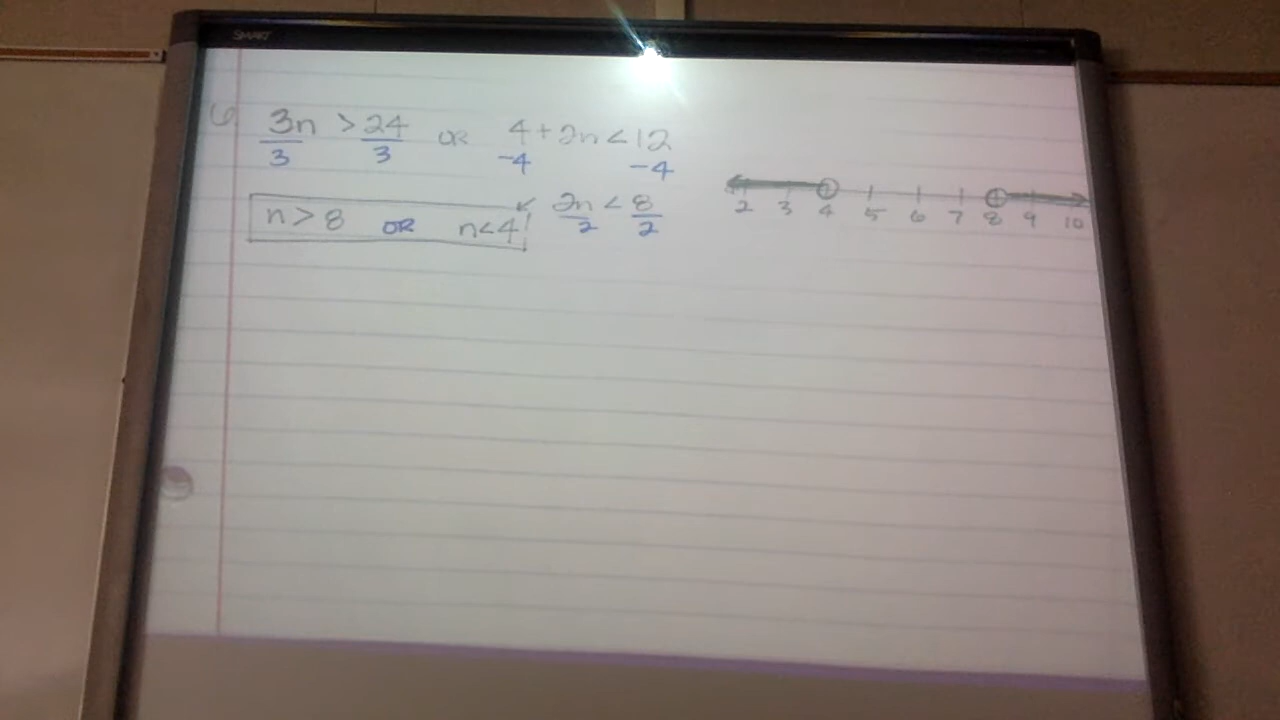 SMART
6 3n > 24 OR 4 + 2n < 12
3 3 -4 -4
2n < 8
2 2
n > 8 OR n < 4
2 3 4 5 6 7 8 9 10